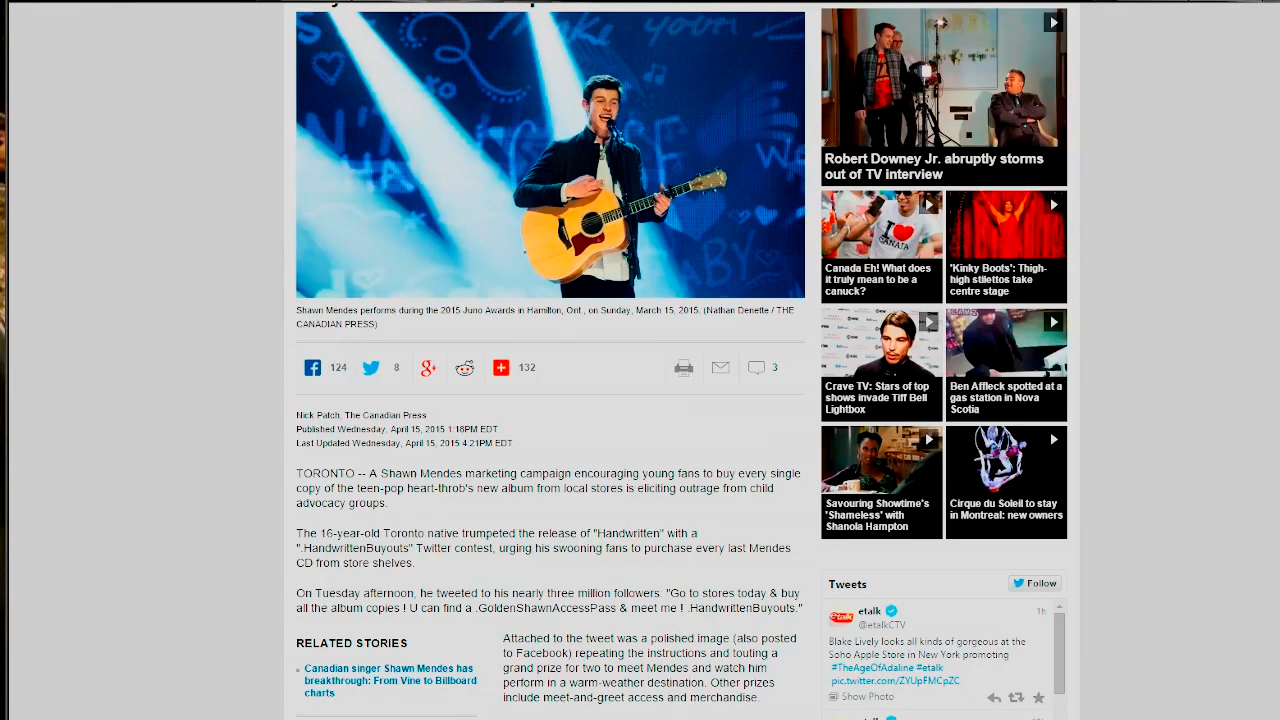 Make you
xo
Shawn Mendes performs during the 2015 Juno Awards in Hamilton, Ont., on Sunday, March 15, 2015. (Nathan Denette / THE
CANADIAN PRESS)
124
8
132
3
Nick Patch, The Canadian Press
Published Wednesday, April 15, 2015 1:18PM EDT
Last Updated Wednesday, April 15, 2015 4:21PM EDT
TORONTO -- A Shawn Mendes marketing campaign encouraging young fans to buy every single
copy of the teen-pop heart-throb's new album from local stores is eliciting outrage from child
advocacy groups.
The 16-year-old Toronto native trumpeted the release of "Handwritten" with a
".HandwrittenBuyouts" Twitter contest, urging his swooning fans to purchase every last Mendes
CD from store shelves.
On Tuesday afternoon, he tweeted to his nearly three million followers: "Go to stores today & buy
all the album copies ! U can find a .GoldenShawnAccessPass & meet me ! .HandwrittenBuyouts."
RELATED STORIES
Canadian singer Shawn Mendes has
breakthrough: From Vine to Billboard
charts
Attached to the tweet was a polished image (also posted
to Facebook) repeating the instructions and touting a
grand prize for two to meet Mendes and watch him
perform in a warm-weather destination. Other prizes
include meet-and-greet access and merchandise.
Robert Downey Jr. abruptly storms
out of TV interview
I ♥
CANADA
Canada Eh! What does
it truly mean to be a
canuck?
'Kinky Boots': Thigh-
high stilettos take
centre stage
Crave TV: Stars of top
shows invade Tiff Bell
Lightbox
Ben Affleck spotted at a
gas station in Nova
Scotia
Savouring Showtime's
'Shameless' with
Shanola Hampton
Cirque du Soleil to stay
in Montreal: new owners
Tweets
Follow
etalk
etalk
1h
@etalkCTV
Blake Lively looks all kinds of gorgeous at the
Soho Apple Store in New York promoting
#TheAgeOfAdaline #etalk
pic.twitter.com/ZYUpFMCpZC
Show Photo
etalk